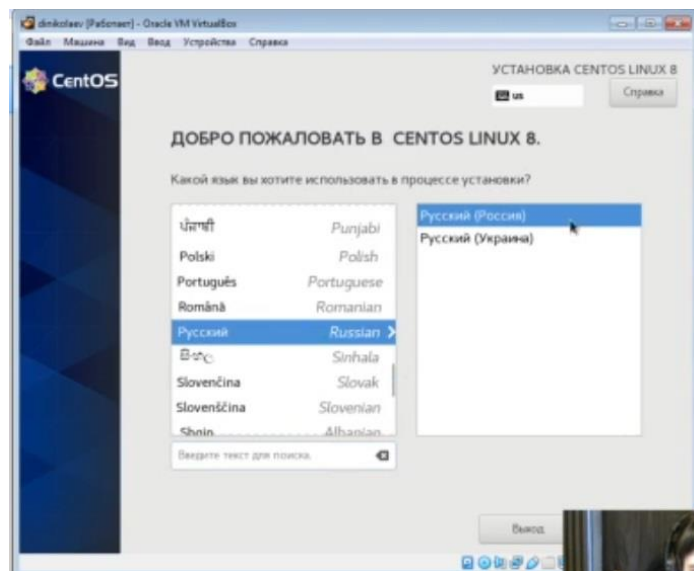 dinikolaev [Работает] - Oracle VM VirtualBox
Файл Машина Вид Ввод Устройства Справка
CentOS
УСТАНОВКА CENTOS LINUX 8
us
Справка
ДОБРО ПОЖАЛОВАТЬ В CENTOS LINUX 8.
Какой язык вы хотите использовать в процессе установки?
ਪੰਜਾਬੀ Punjabi
Polski Polish
Português Portuguese
Română Romanian
Русский Russian
සිංහල Sinhala
Slovenčina Slovak
Slovenščina Slovenian
Shqip Albanian
Русский (Россия)
Русский (Украина)
Введите текст для поиска.
Выход